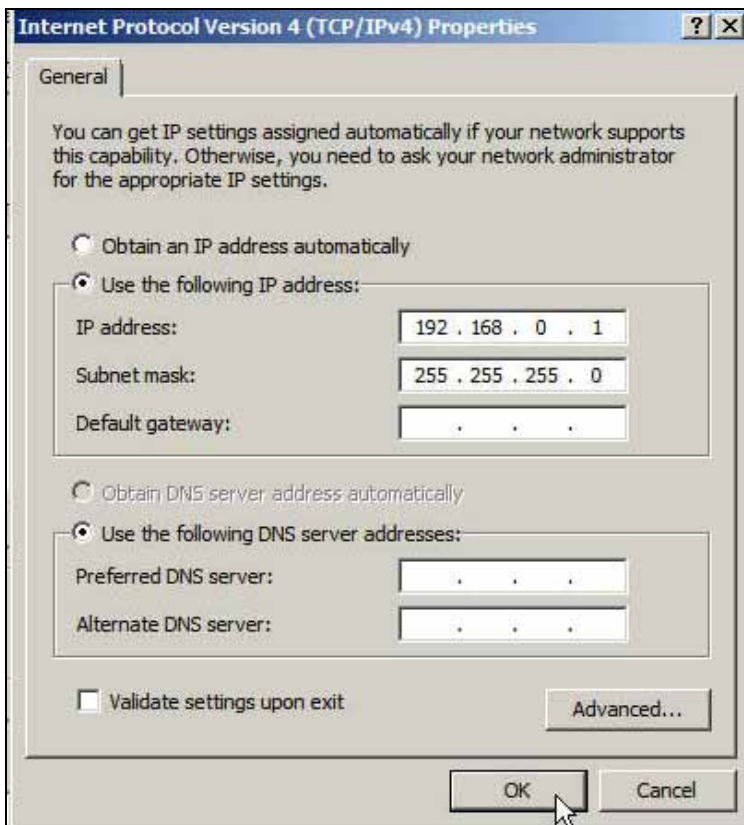 Internet Protocol Version 4 (TCP/IPv4) Properties
General
You can get IP settings assigned automatically if your network supports
this capability. Otherwise, you need to ask your network administrator
for the appropriate IP settings.
Obtain an IP address automatically
Use the following IP address:
IP address: 192 . 168 . 0 . 1
Subnet mask: 255 . 255 . 255 . 0
Default gateway: . . .
Obtain DNS server address automatically
Use the following DNS server addresses:
Preferred DNS server: . . .
Alternate DNS server: . . .
Validate settings upon exit
Advanced...
OK Cancel